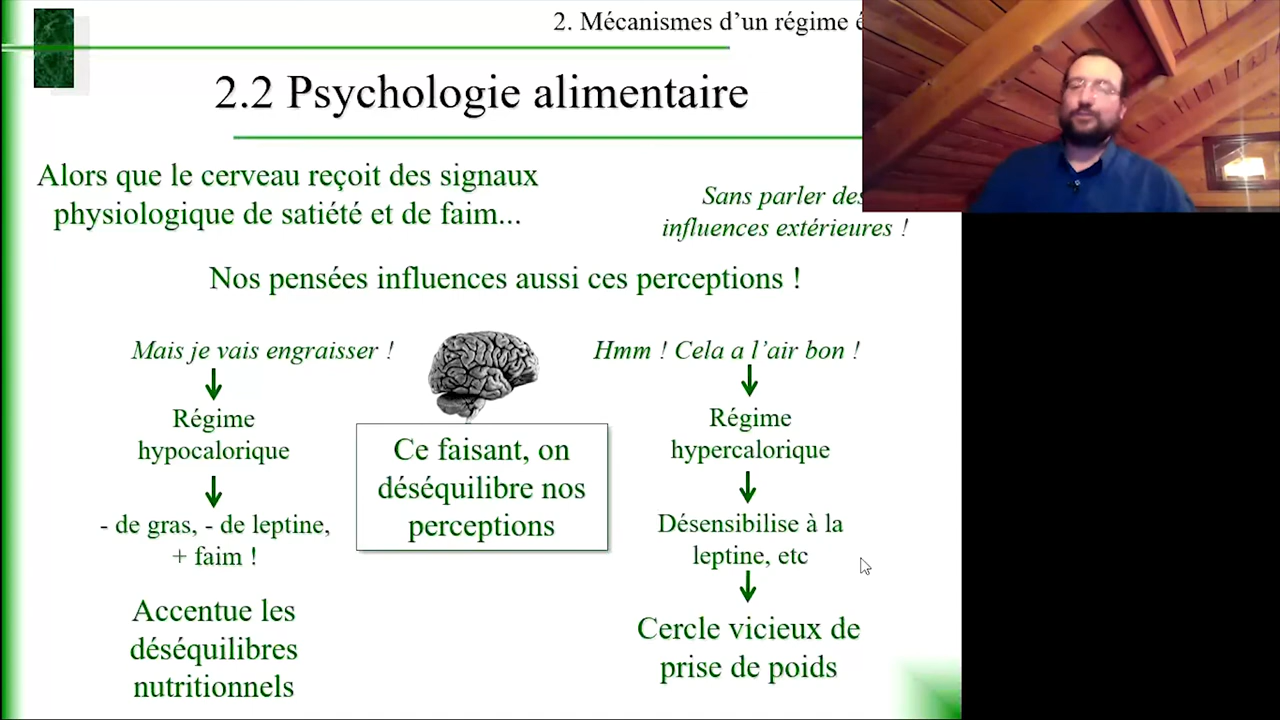 2. Mécanismes d’un régime
2.2 Psychologie alimentaire
Alors que le cerveau reçoit des signaux
physiologique de satiété et de faim...
Sans parler des
influences extérieures !
Nos pensées influences aussi ces perceptions !
Mais je vais engraisser !
Hmm ! Cela a l’air bon !
Régime
hypocalorique
Régime
hypercalorique
Ce faisant, on
déséquilibre nos
perceptions
- de gras, - de leptine,
+ faim !
Désensibilise à la
leptine, etc
Accentue les
déséquilibres
nutritionnels
Cercle vicieux de
prise de poids